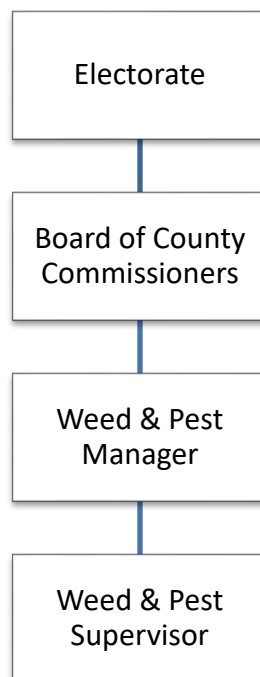 Electorate
Board of County
Commissioners
Weed & Pest
Manager
Weed & Pest
Supervisor